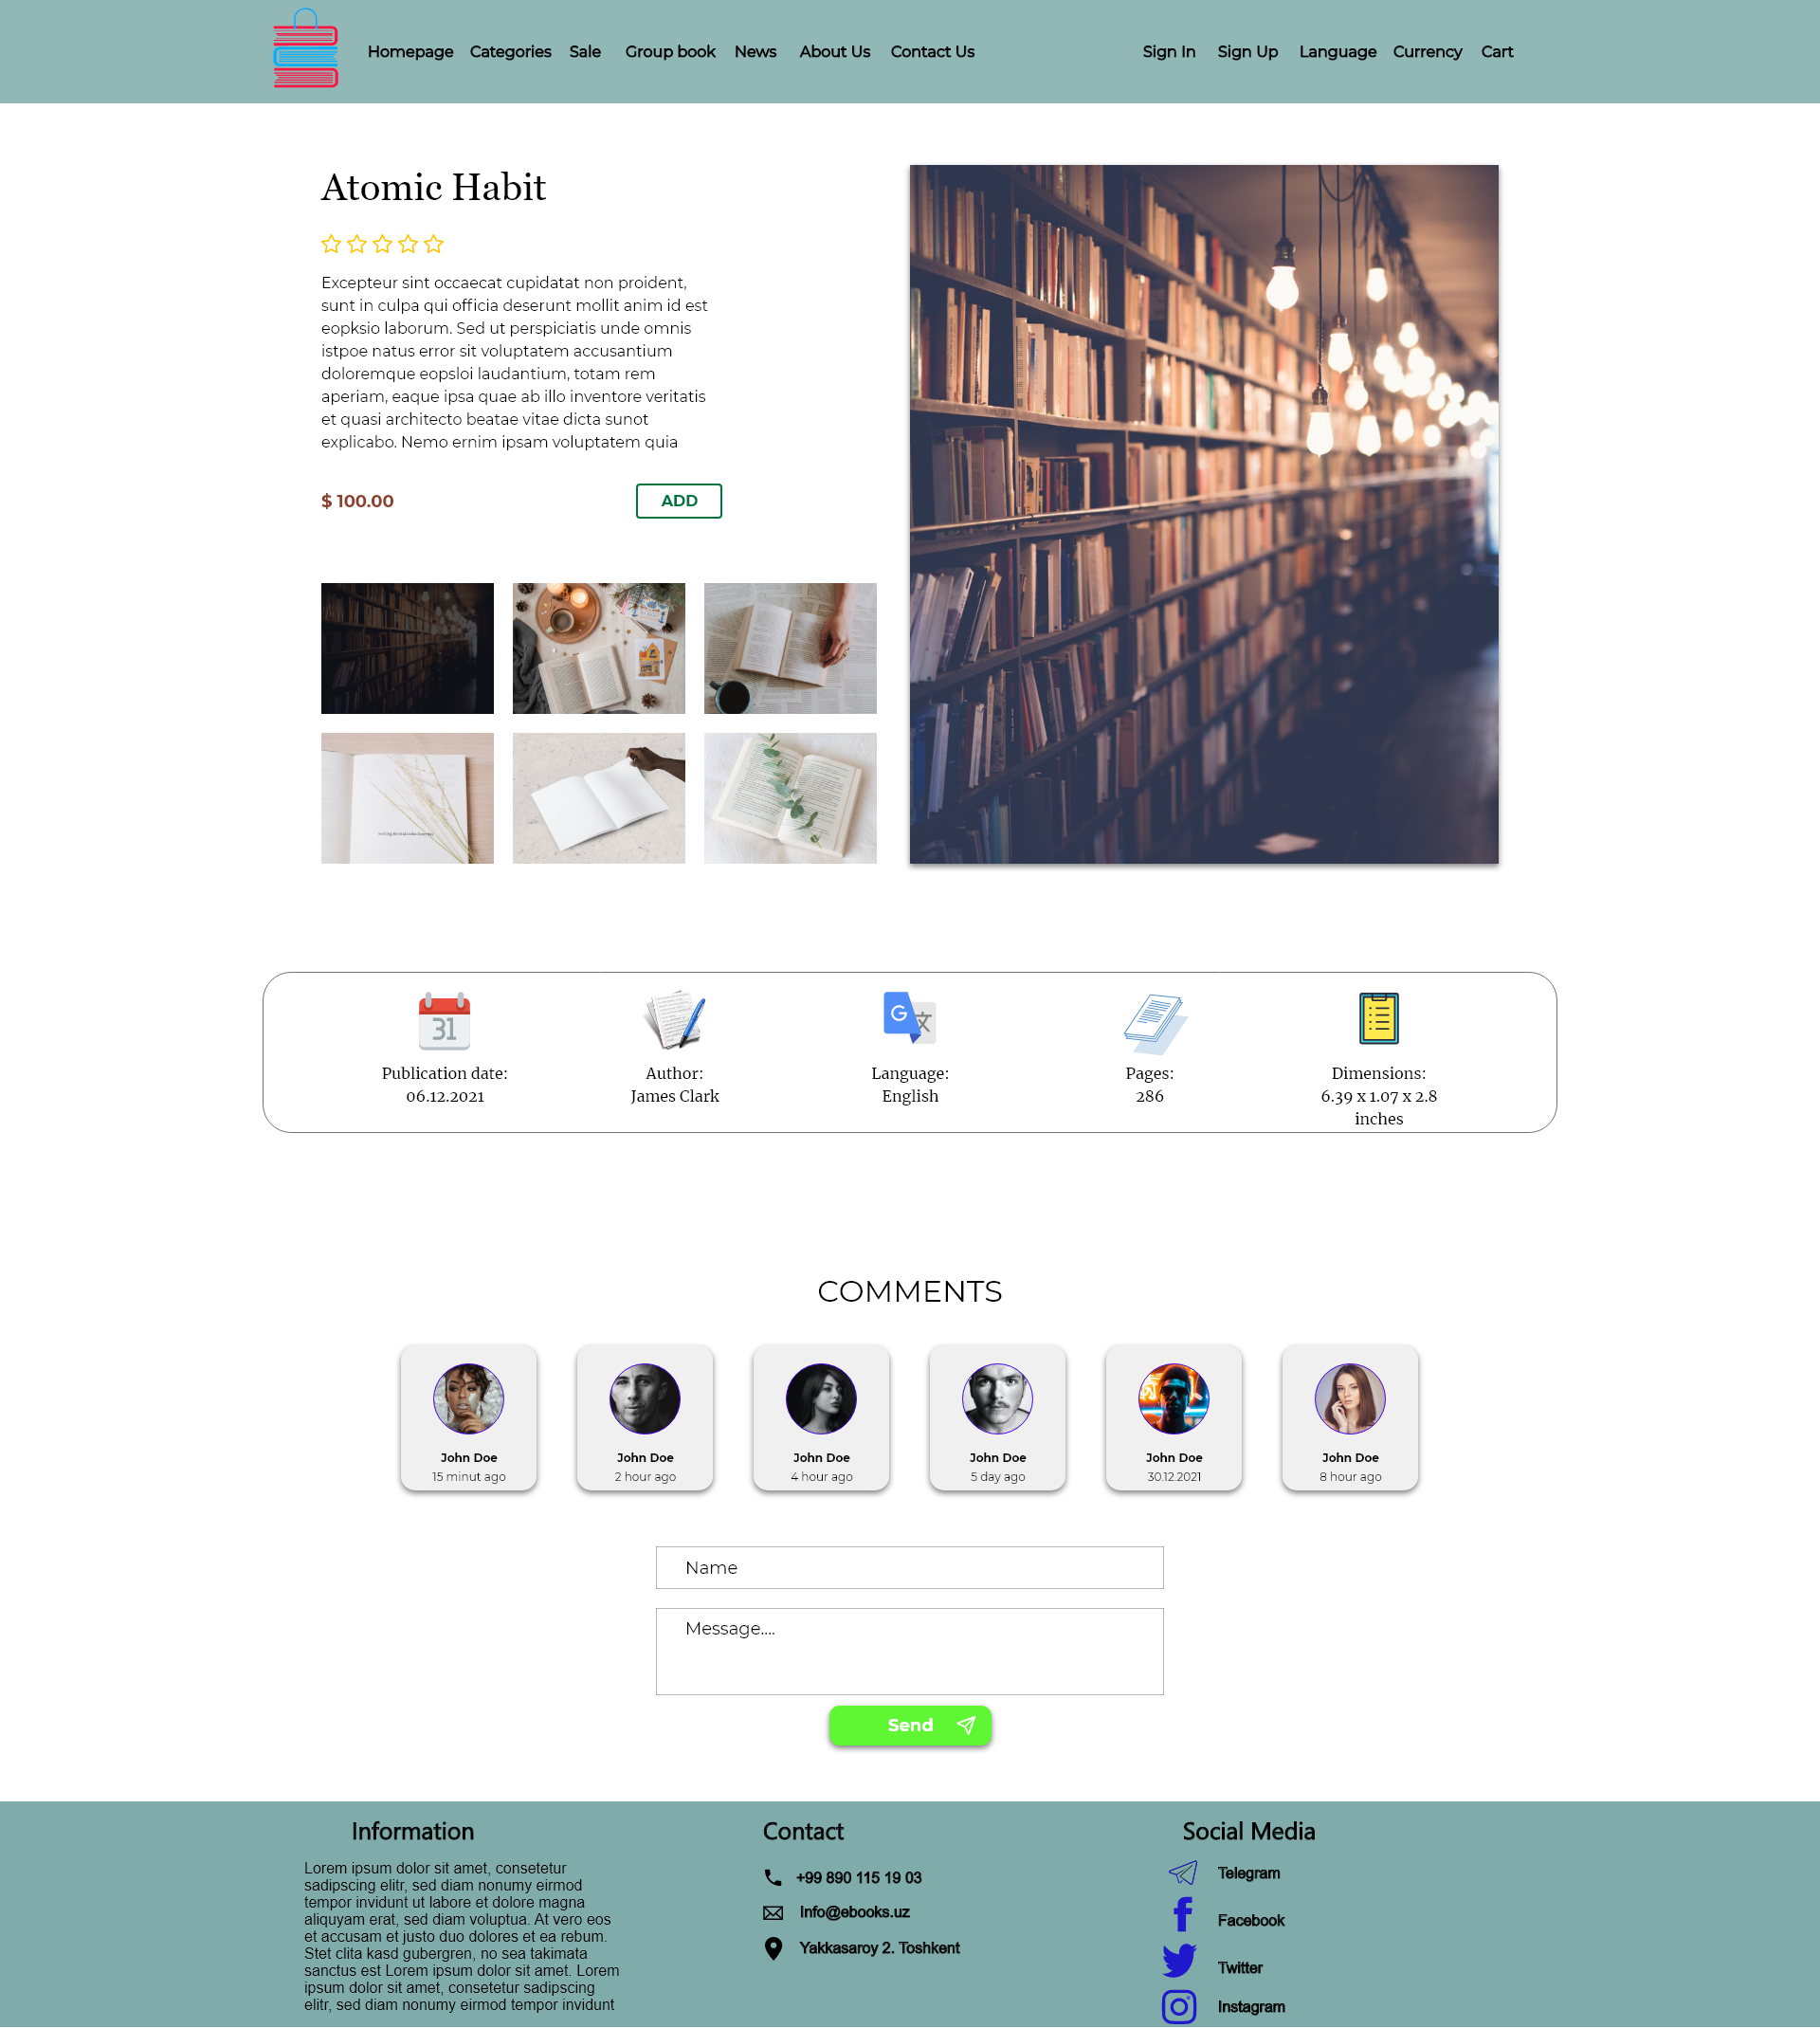 Homepage Categories Sale Group book News About Us Contact Us Sign In Sign Up Language Currency Cart
Atomic Habit
Excepteur sint occaecat cupidatat non proident,
sunt in culpa qui officia deserunt mollit anim id est
eopksio laborum. Sed ut perspiciatis unde omnis
istpoe natus error sit voluptatem accusantium
doloremque eopsloi laudantium, totam rem
aperiam, eaque ipsa quae ab illo inventore veritatis
et quasi architecto beatae vitae dicta sunot
explicabo. Nemo ernim ipsam voluptatem quia
$ 100.00
ADD
31
G
Publication date:
06.12.2021
Author:
James Clark
Language:
English
Pages:
286
Dimensions:
6.39 x 1.07 x 2.8
inches
COMMENTS
John Doe
15 minut ago
John Doe
2 hour ago
John Doe
4 hour ago
John Doe
5 day ago
John Doe
30.12.2021
John Doe
8 hour ago
Name
Message....
Send
Information
Lorem ipsum dolor sit amet, consetetur
sadipscing elitr, sed diam nonumy eirmod
tempor invidunt ut labore et dolore magna
aliquyam erat, sed diam voluptua. At vero eos
et accusam et justo duo dolores et ea rebum.
Stet clita kasd gubergren, no sea takimata
sanctus est Lorem ipsum dolor sit amet. Lorem
ipsum dolor sit amet, consetetur sadipscing
elitr, sed diam nonumy eirmod tempor invidunt
Contact
+99 890 115 19 03
Info@ebooks.uz
Yakkasaroy 2. Toshkent
Social Media
Telegram
Facebook
Twitter
Instagram